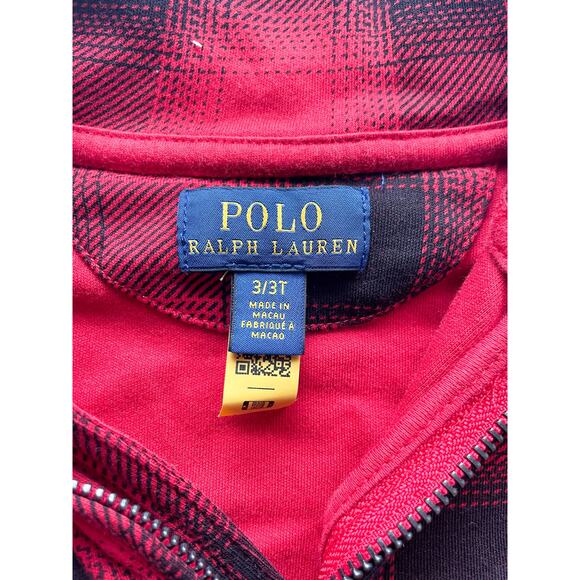 POLO
RALPH LAUREN
3/3T
MADE IN
MACAU
FABRIQUÉ À
MACAO